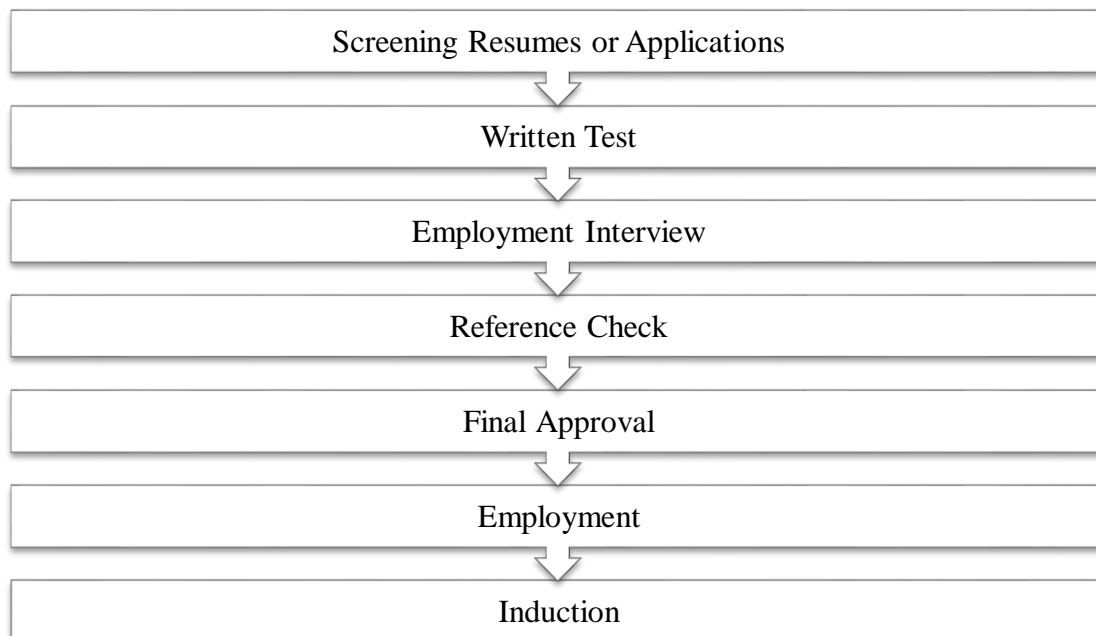 Screening Resumes or Applications
Written Test
Employment Interview
Reference Check
Final Approval
Employment
Induction